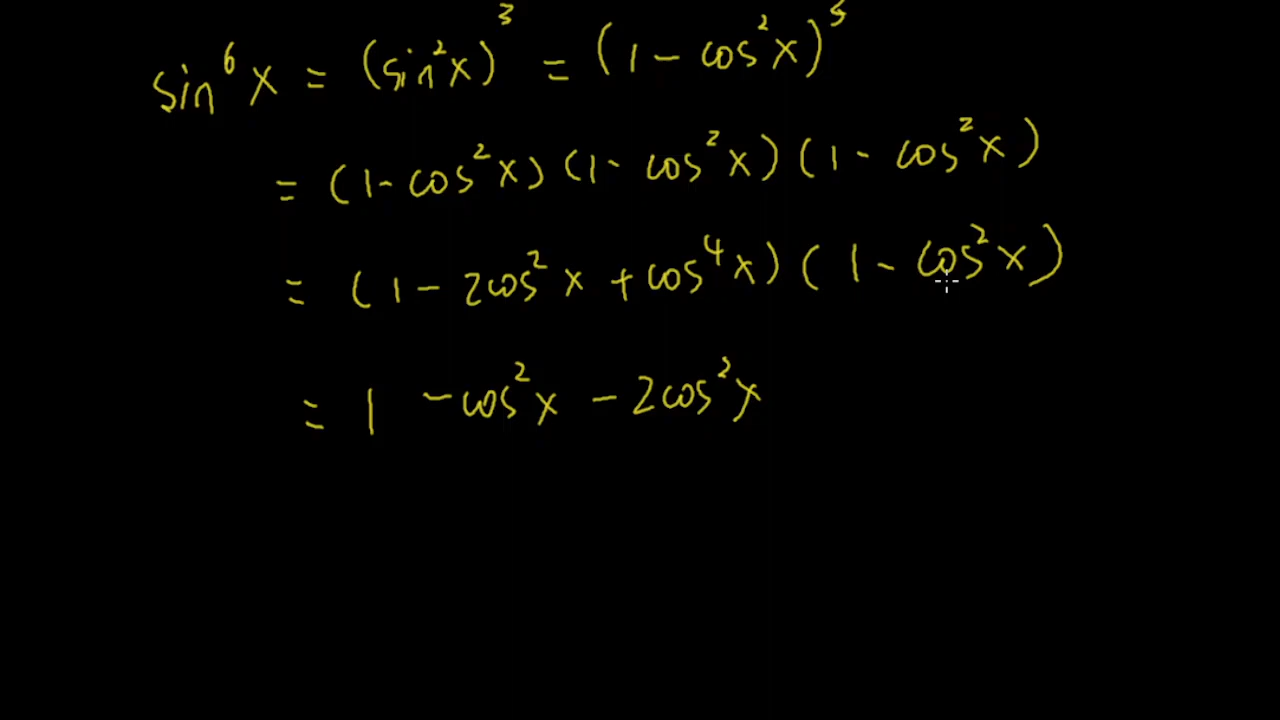 sin⁶x = (sin²x)³ = (1 - cos²x)³
= (1 - cos²x)(1 - cos²x)(1 - cos²x)
= (1 - 2cos²x + cos⁴x)(1 - cos²x)
= 1 - cos²x - 2cos²x